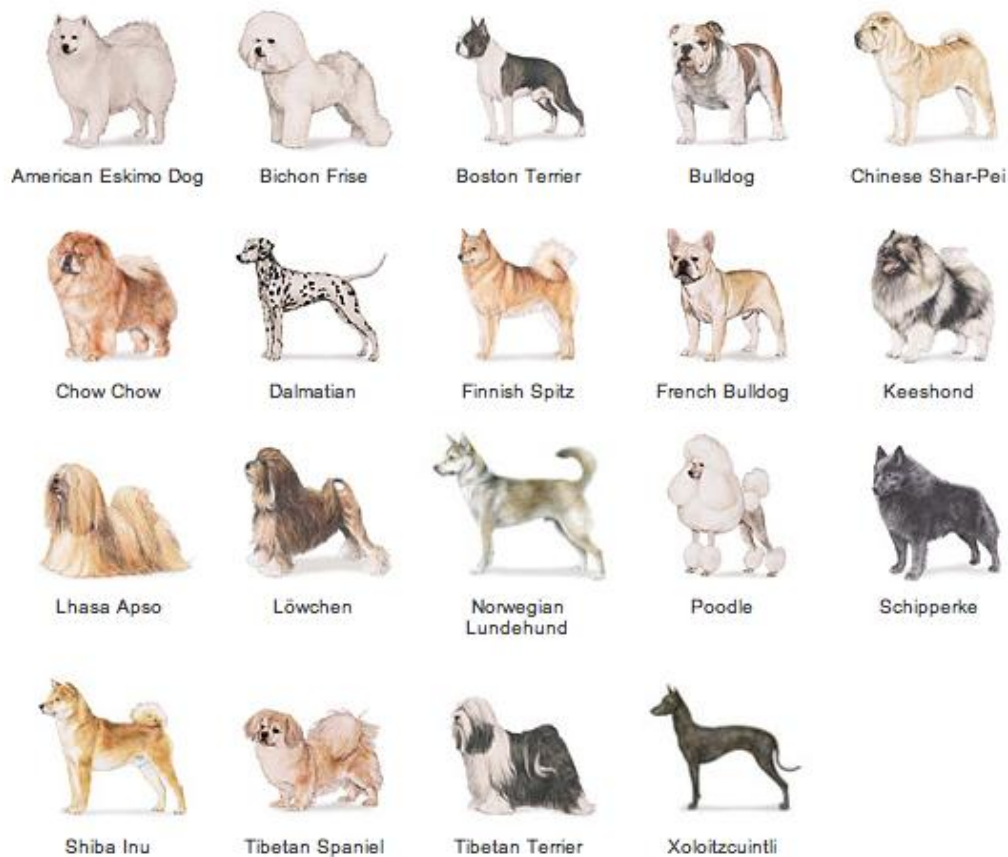 American Eskimo Dog
Bichon Frise
Boston Terrier
Bulldog
Chinese Shar-Pei
Chow Chow
Dalmatian
Finnish Spitz
French Bulldog
Keeshond
Lhasa Apso
Löwchen
Norwegian
Lundehund
Poodle
Schipperke
Shiba Inu
Tibetan Spaniel
Tibetan Terrier
Xoloitzcuintli